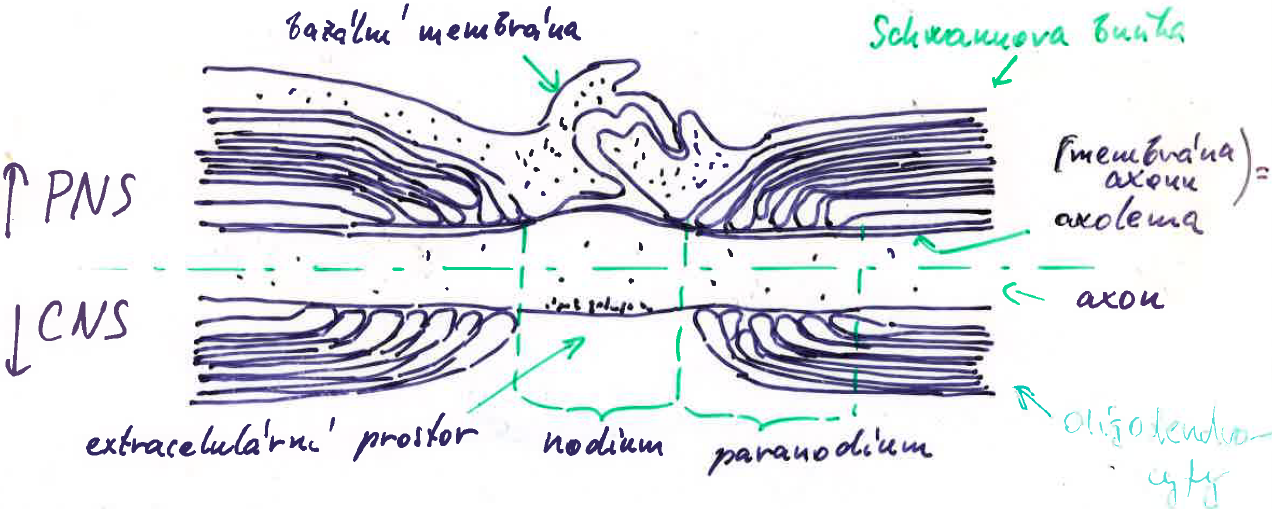 bazální membrána
Schwannova buňka
↑ PNS
(membrána) =
axonu
axolema
axon
↓ CNS
extracelulární prostor
nodium
paranodium
oligodendro-
cyty